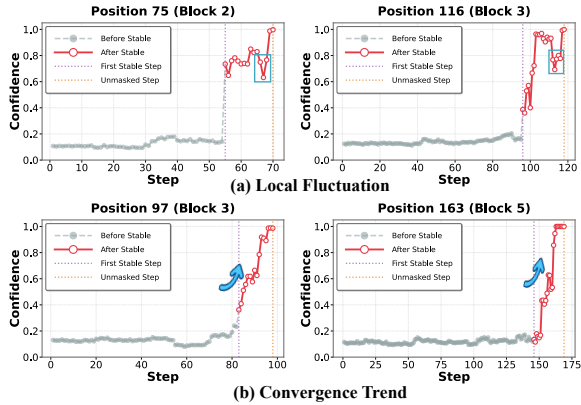 Position 75 (Block 2)
Confidence
1.0
0.8
0.6
0.4
0.2
0.0
Before Stable
After Stable
First Stable Step
Unmasked Step
0 10 20 30 40 50 60 70
Step
Position 116 (Block 3)
Confidence
1.0
0.8
0.6
0.4
0.2
0.0
Before Stable
After Stable
First Stable Step
Unmasked Step
0 20 40 60 80 100 120
Step
(a) Local Fluctuation
Position 97 (Block 3)
Confidence
1.0
0.8
0.6
0.4
0.2
0.0
Before Stable
After Stable
First Stable Step
Unmasked Step
0 20 40 60 80 100
Step
Position 163 (Block 5)
Confidence
1.0
0.8
0.6
0.4
0.2
0.0
Before Stable
After Stable
First Stable Step
Unmasked Step
0 25 50 75 100 125 150 175
Step
(b) Convergence Trend